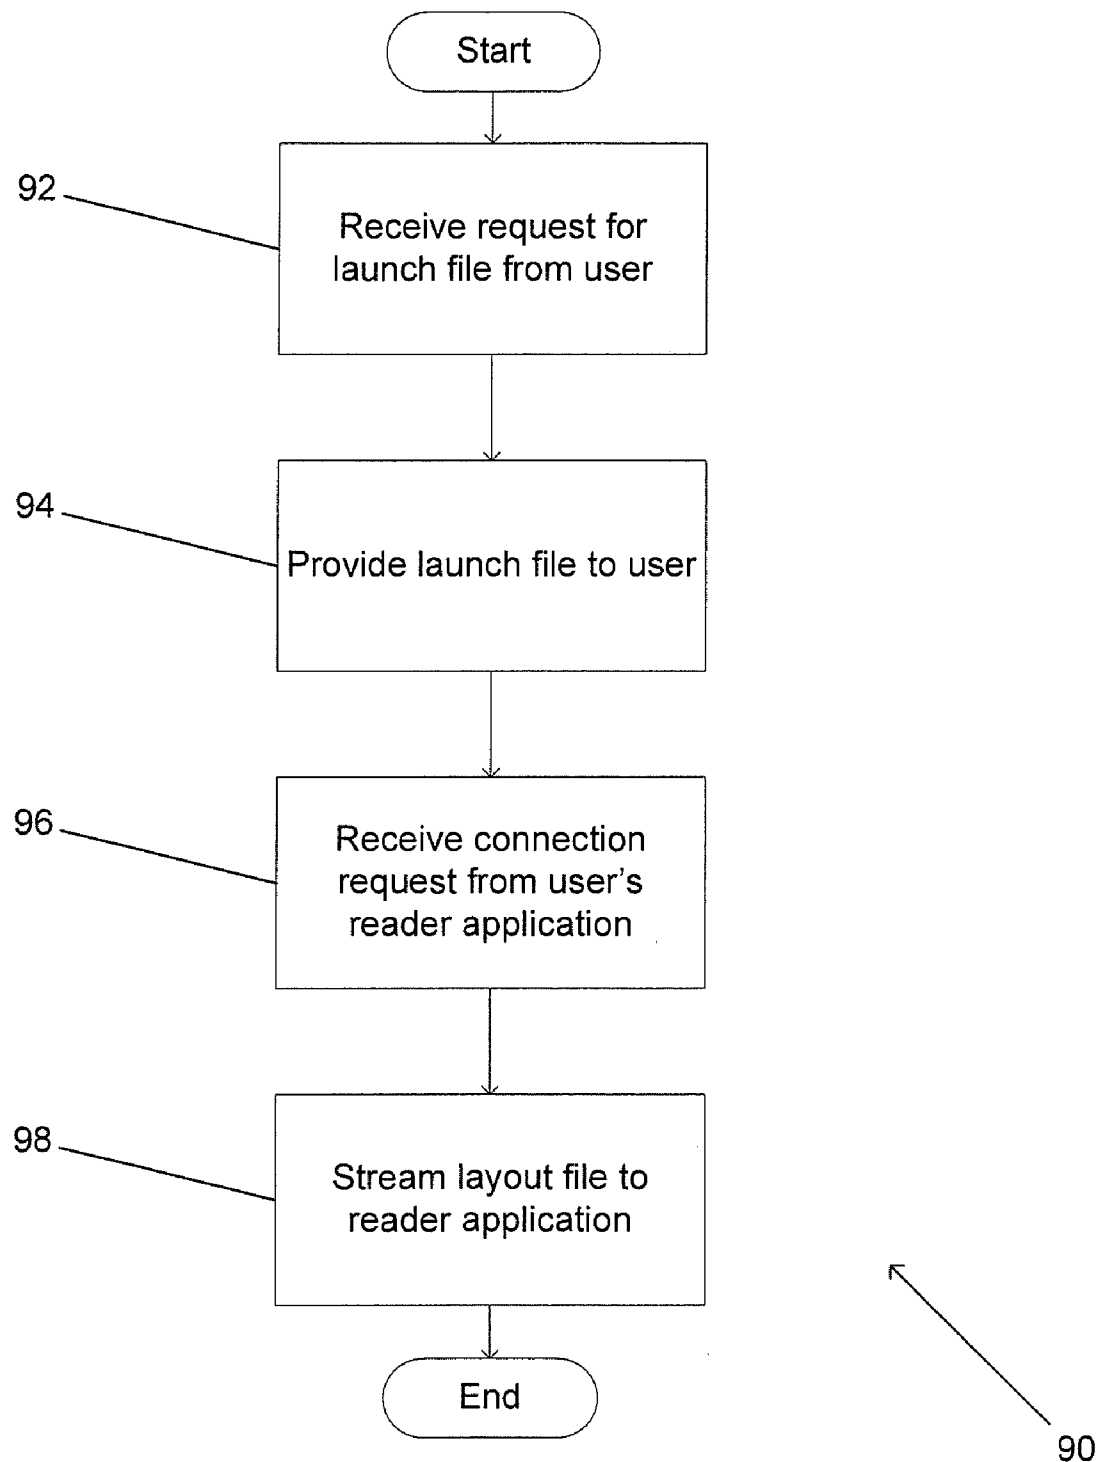 Start
92
Receive request for
launch file from user
94
Provide launch file to user
96
Receive connection
request from user's
reader application
98
Stream layout file to
reader application
End
90